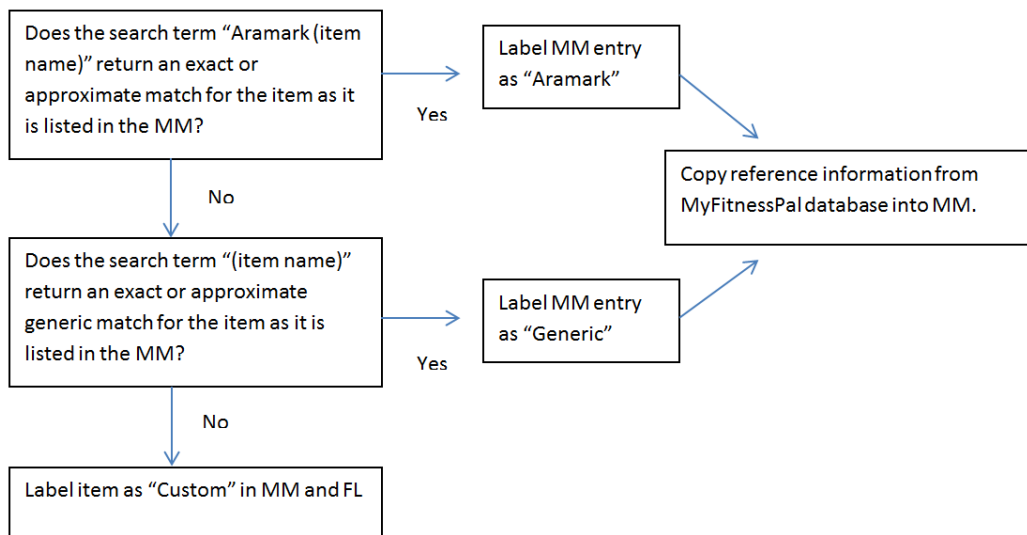 Does the search term “Aramark (item
name)” return an exact or
approximate match for the item as it
is listed in the MM?
Yes
Label MM entry
as “Aramark”
Copy reference information from
MyFitnessPal database into MM.
No
Does the search term “(item name)”
return an exact or approximate
generic match for the item as it is
listed in the MM?
Yes
Label MM entry
as “Generic”
No
Label item as “Custom” in MM and FL